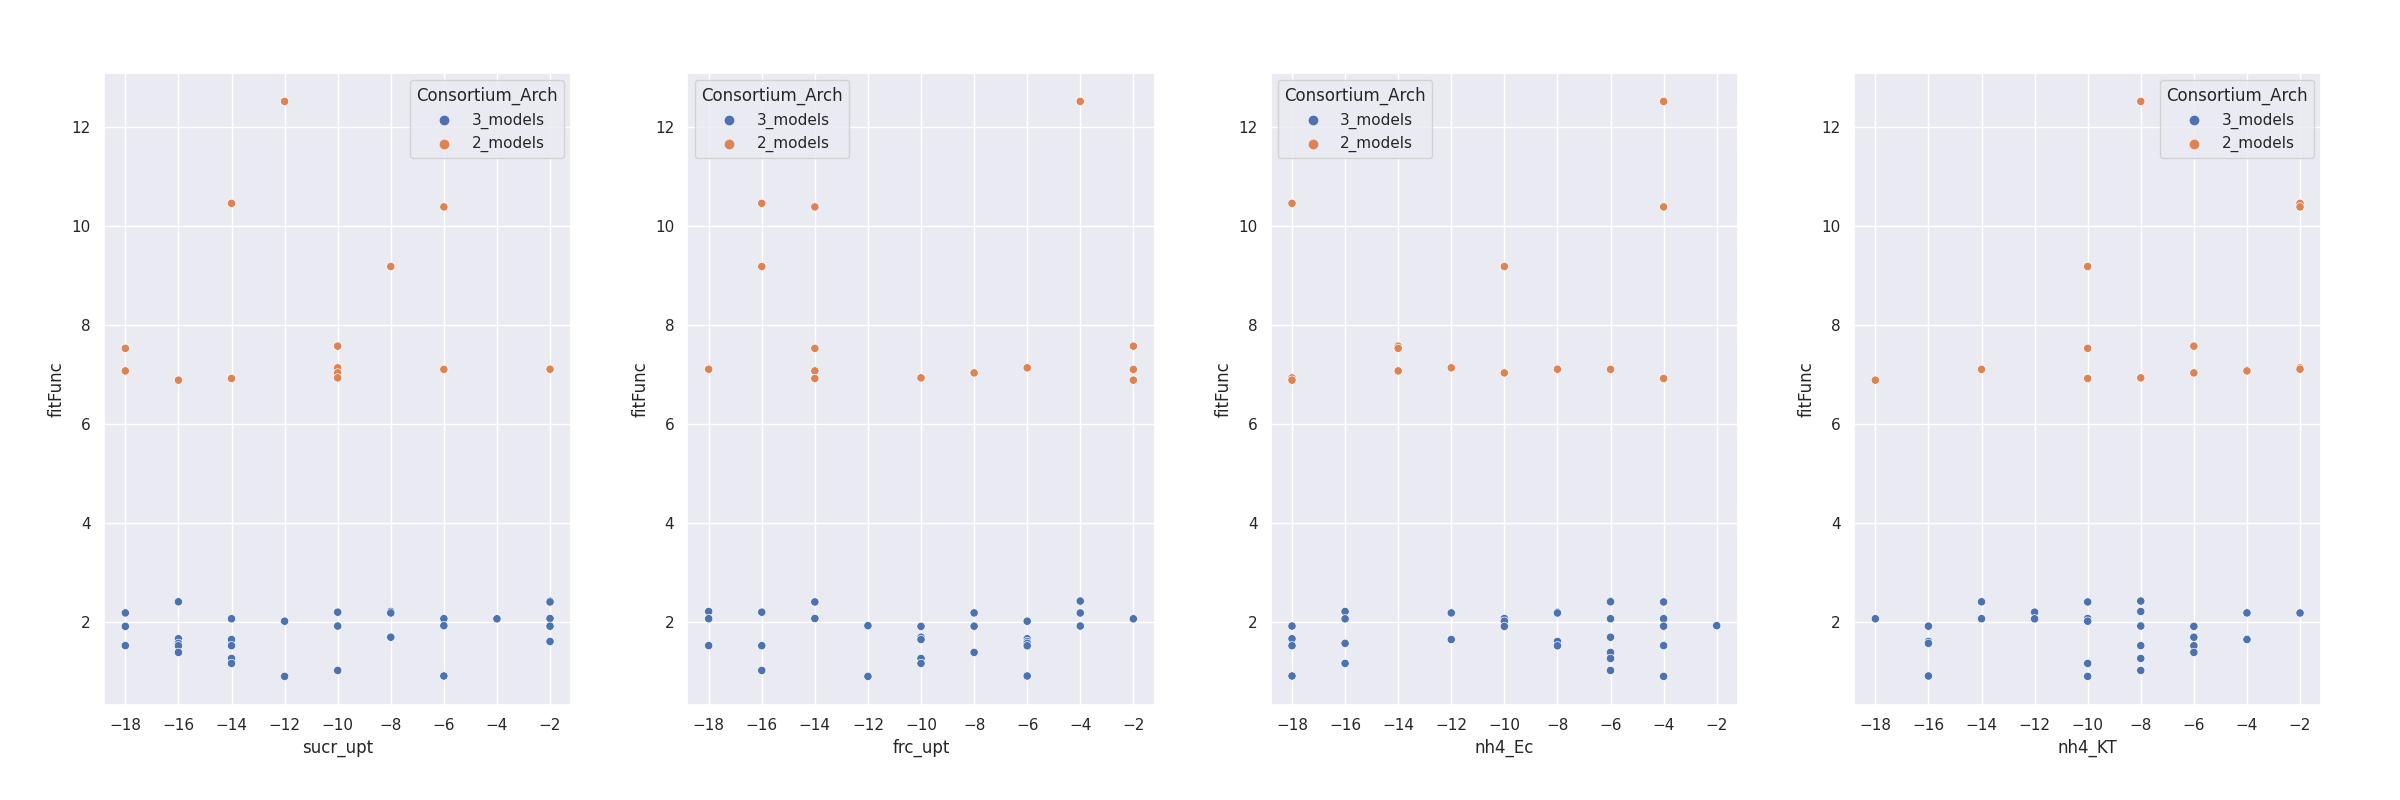 Consortium_Arch
3_models
2_models
12
10
8
6
4
2
fitFunc
−18 −16 −14 −12 −10 −8 −6 −4 −2
sucr_upt
Consortium_Arch
3_models
2_models
12
10
8
6
4
2
fitFunc
−18 −16 −14 −12 −10 −8 −6 −4 −2
frc_upt
Consortium_Arch
3_models
2_models
12
10
8
6
4
2
fitFunc
−18 −16 −14 −12 −10 −8 −6 −4 −2
nh4_Ec
Consortium_Arch
3_models
2_models
12
10
8
6
4
2
fitFunc
−18 −16 −14 −12 −10 −8 −6 −4 −2
nh4_KT